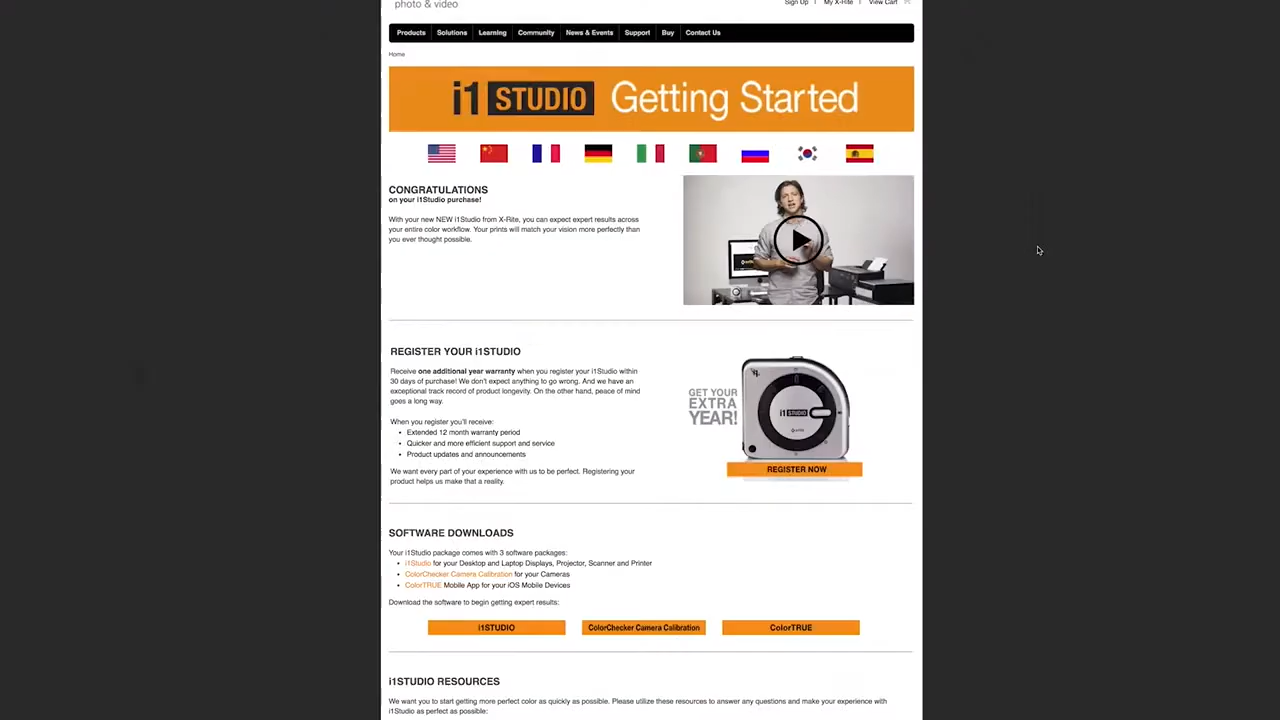 photo & video
Sign Up | My X-Rite | View Cart
Products Solutions Learning Community News & Events Support Buy Contact Us
Home
i1 STUDIO Getting Started
CONGRATULATIONS
on your i1Studio purchase!
With your new NEW i1Studio from X-Rite, you can expect expert results across
your entire color workflow. Your prints will match your vision more perfectly than
you ever thought possible.
REGISTER YOUR i1STUDIO
Receive one additional year warranty when you register your i1Studio within
30 days of purchase! We don't expect anything to go wrong. And we have an
exceptional track record of product longevity. On the other hand, peace of mind
goes a long way.
When you register you'll receive:
• Extended 12 month warranty period
• Quicker and more efficient support and service
• Product updates and announcements
We want every part of your experience with us to be perfect. Registering your
product helps us make that a reality.
GET YOUR
EXTRA
YEAR!
i1 STUDIO
REGISTER NOW
SOFTWARE DOWNLOADS
Your i1Studio package comes with 3 software packages:
• i1Studio for your Desktop and Laptop Displays, Projector, Scanner and Printer
• ColorChecker Camera Calibration for your Cameras
• ColorTRUE Mobile App for your iOS Mobile Devices
Download the software to begin getting expert results:
i1STUDIO
ColorChecker Camera Calibration
ColorTRUE
i1STUDIO RESOURCES
We want you to start getting more perfect color as quickly as possible. Please utilize these resources to answer any questions and make your experience with
i1Studio as perfect as possible: